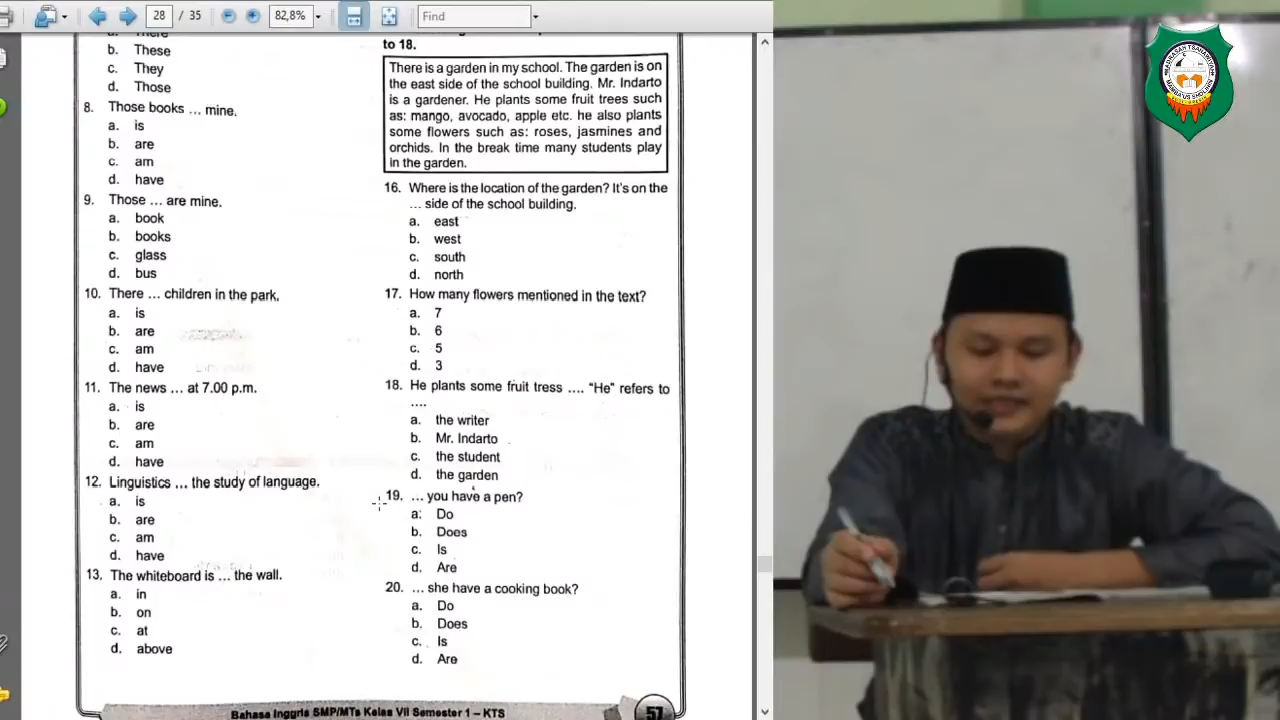 28 / 35
82,8%
Find
a. There
b. These
c. They
d. Those
8. Those books ... mine.
a. is
b. are
c. am
d. have
9. Those ... are mine.
a. book
b. books
c. glass
d. bus
10. There ... children in the park.
a. is
b. are
c. am
d. have
11. The news ... at 7.00 p.m.
a. is
b. are
c. am
d. have
12. Linguistics ... the study of language.
a. is
b. are
c. am
d. have
13. The whiteboard is ... the wall.
a. in
b. on
c. at
d. above
to 18.
There is a garden in my school. The garden is on
the east side of the school building. Mr. Indarto
is a gardener. He plants some fruit trees such
as: mango, avocado, apple etc. he also plants
some flowers such as: roses, jasmines and
orchids. In the break time many students play
in the garden.
16. Where is the location of the garden? It's on the
... side of the school building.
a. east
b. west
c. south
d. north
17. How many flowers mentioned in the text?
a. 7
b. 6
c. 5
d. 3
18. He plants some fruit tress .... "He" refers to
....
a. the writer
b. Mr. Indarto
c. the student
d. the garden
19. ... you have a pen?
a. Do
b. Does
c. Is
d. Are
20. ... she have a cooking book?
a. Do
b. Does
c. Is
d. Are
Bahasa Inggris SMP/MTs Kelas VII Semester 1 – KTS
57
MADRASAH TSANAWIYAH
MAMBA'US SHOLIHIN